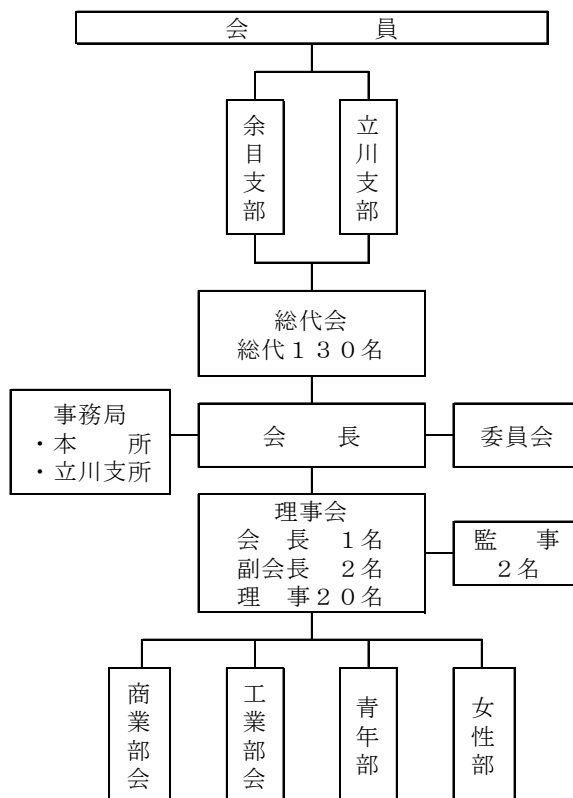 会　　　　員
余目支部
立川支部
総代会
総代１３０名
事務局
・本　　所
・立川支所
会　　長
委員会
理事会
会　長　１名
副会長　２名
理　事２０名
監　事
２名
商業部会
工業部会
青年部
女性部